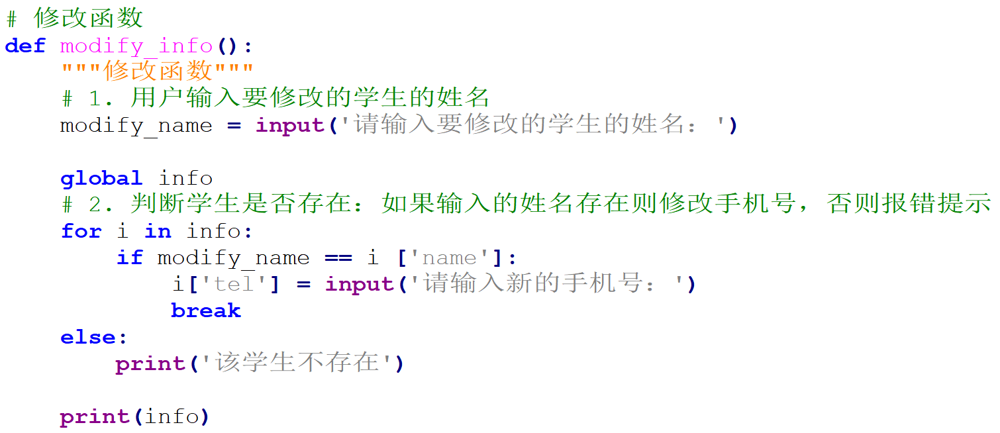 # 修改函数
def modify_info():
    """修改函数"""
    # 1. 用户输入要修改的学生的姓名
    modify_name = input('请输入要修改的学生的姓名：')

    global info
    # 2. 判断学生是否存在：如果输入的姓名存在则修改手机号，否则报错提示
    for i in info:
        if modify_name == i ['name']:
            i['tel'] = input('请输入新的手机号：')
            break
    else:
        print('该学生不存在')

    print(info)